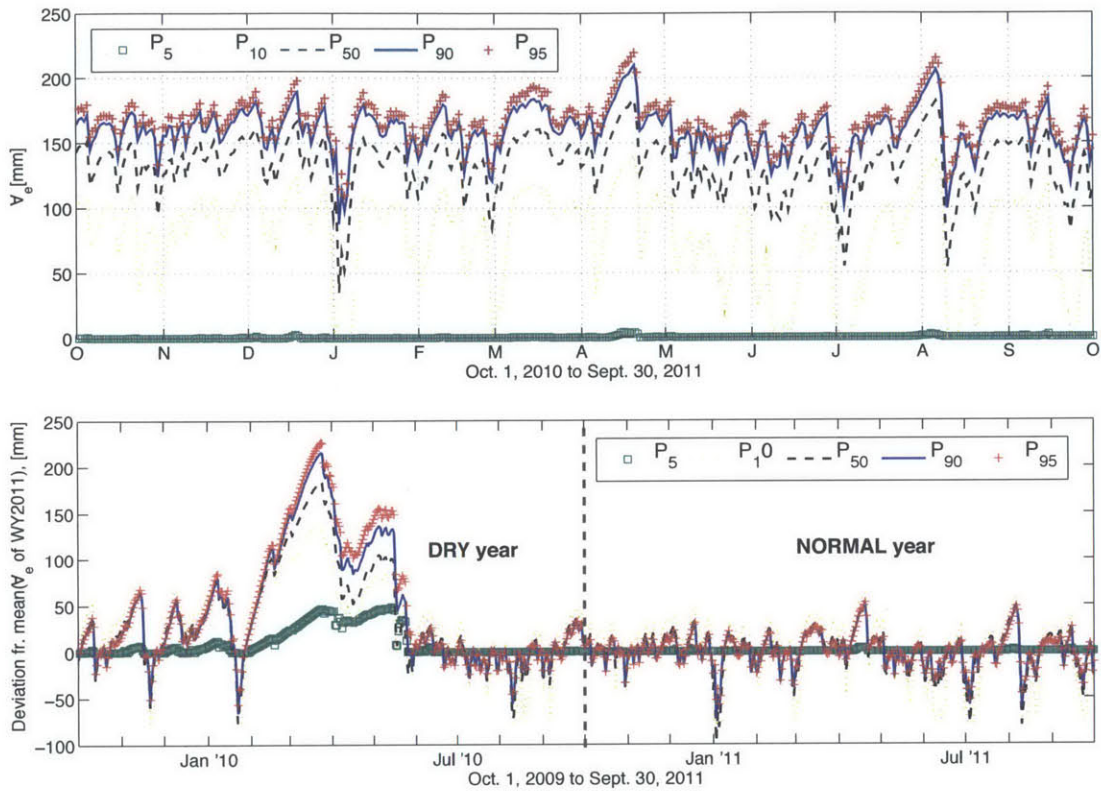 250
200
150
100
50
0
∀e [mm]
P5 P10 P50 P90 P95
O N D J F M A M J J A S O
Oct. 1, 2010 to Sept. 30, 2011
250
200
150
100
50
0
−50
−100
Deviation fr. mean(∀e of WY2011), [mm]
P5 P10 P50 P90 P95
DRY year
NORMAL year
Jan '10 Jul '10 Jan '11 Jul '11
Oct. 1, 2009 to Sept. 30, 2011